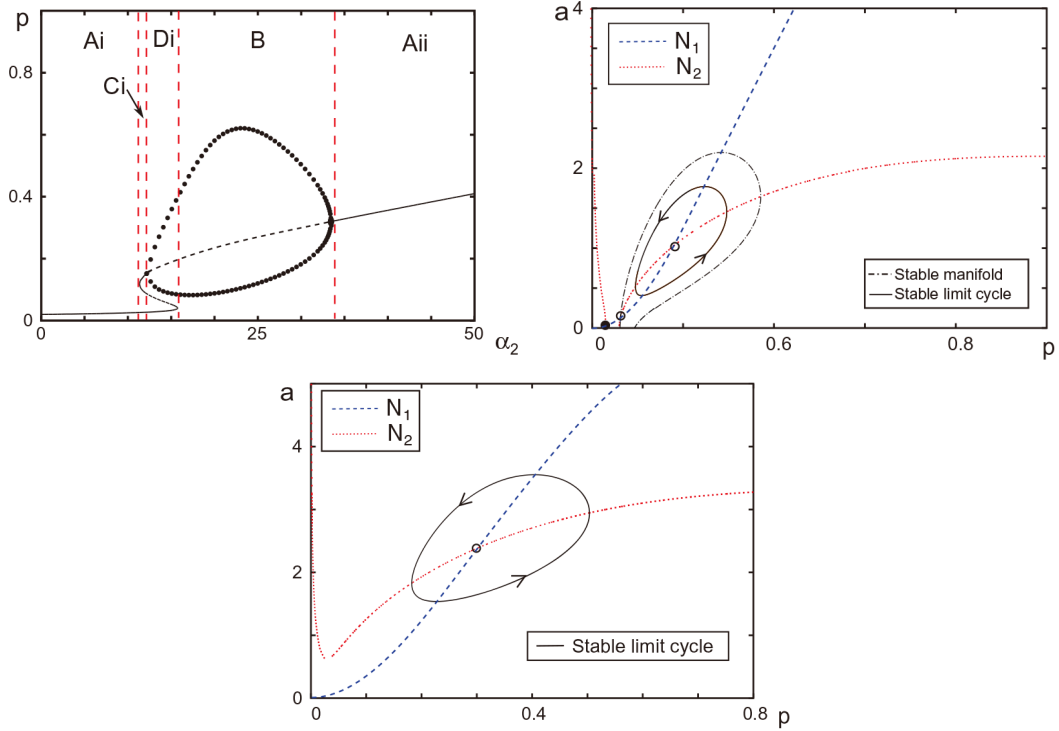 p
0.8
0.4
0
Ai
Di
B
Aii
Ci
0
25
50
α₂
a
4
2
0
N₁
N₂
Stable manifold
Stable limit cycle
0
0.6
0.8
p
a
4
2
0
N₁
N₂
Stable limit cycle
0
0.4
0.8
p